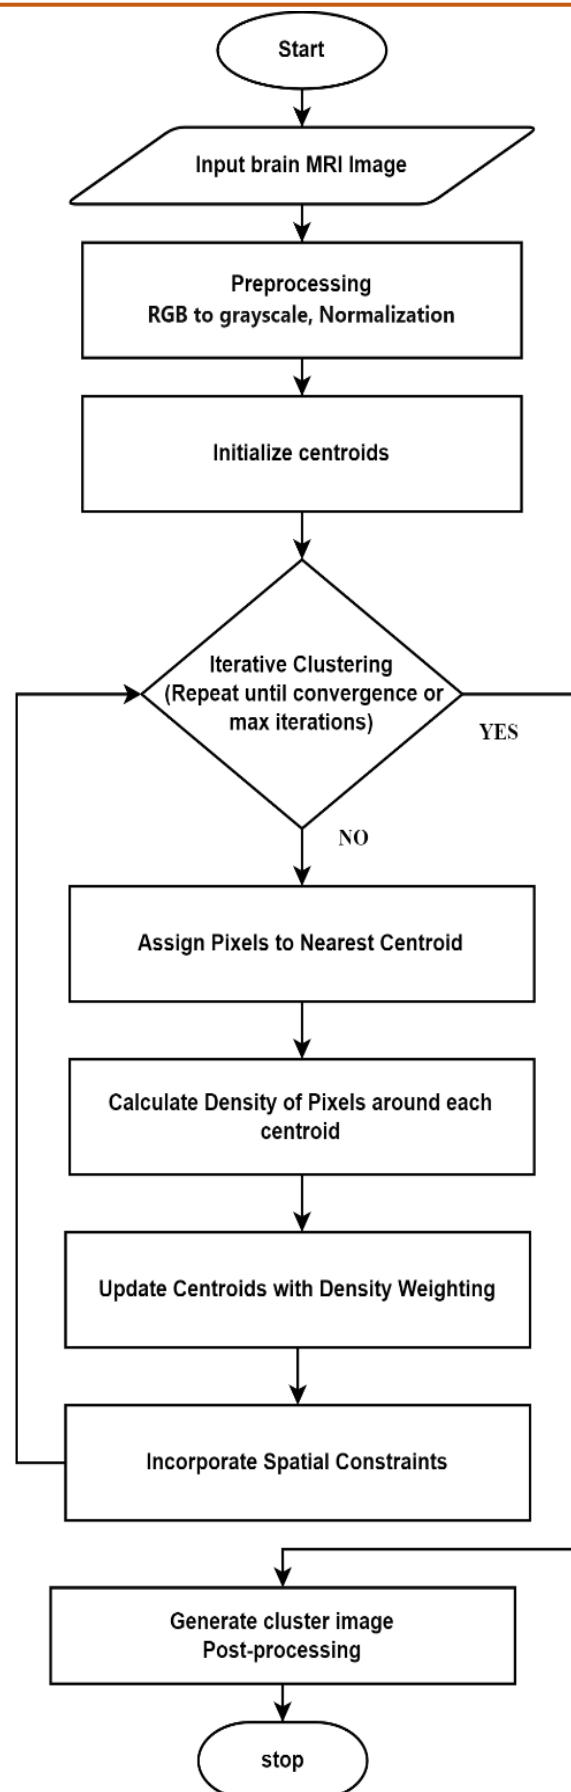 Start
Input brain MRI Image
Preprocessing
RGB to grayscale, Normalization
Initialize centroids
Iterative Clustering
(Repeat until convergence or
max iterations)
YES
NO
Assign Pixels to Nearest Centroid
Calculate Density of Pixels around each
centroid
Update Centroids with Density Weighting
Incorporate Spatial Constraints
Generate cluster image
Post-processing
stop